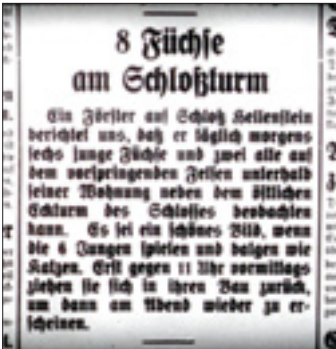 8 Füchse
am Schloßturm
Ein Förster auf Schloß Hellenstein
berichtet uns, daß er täglich morgens
sechs junge Füchse und zwei alte auf
dem vorspringenden Felsen unterhalb
seiner Wohnung neben dem östlichen
Eckturm des Schlosses beobachten
kann. Es sei ein schönes Bild, wenn
die 6 Jungen spielen und balgen wie
Katzen. Erst gegen 11 Uhr vormittags
ziehen sie sich in ihren Bau zurück,
um dann am Abend wieder zu er-
scheinen.